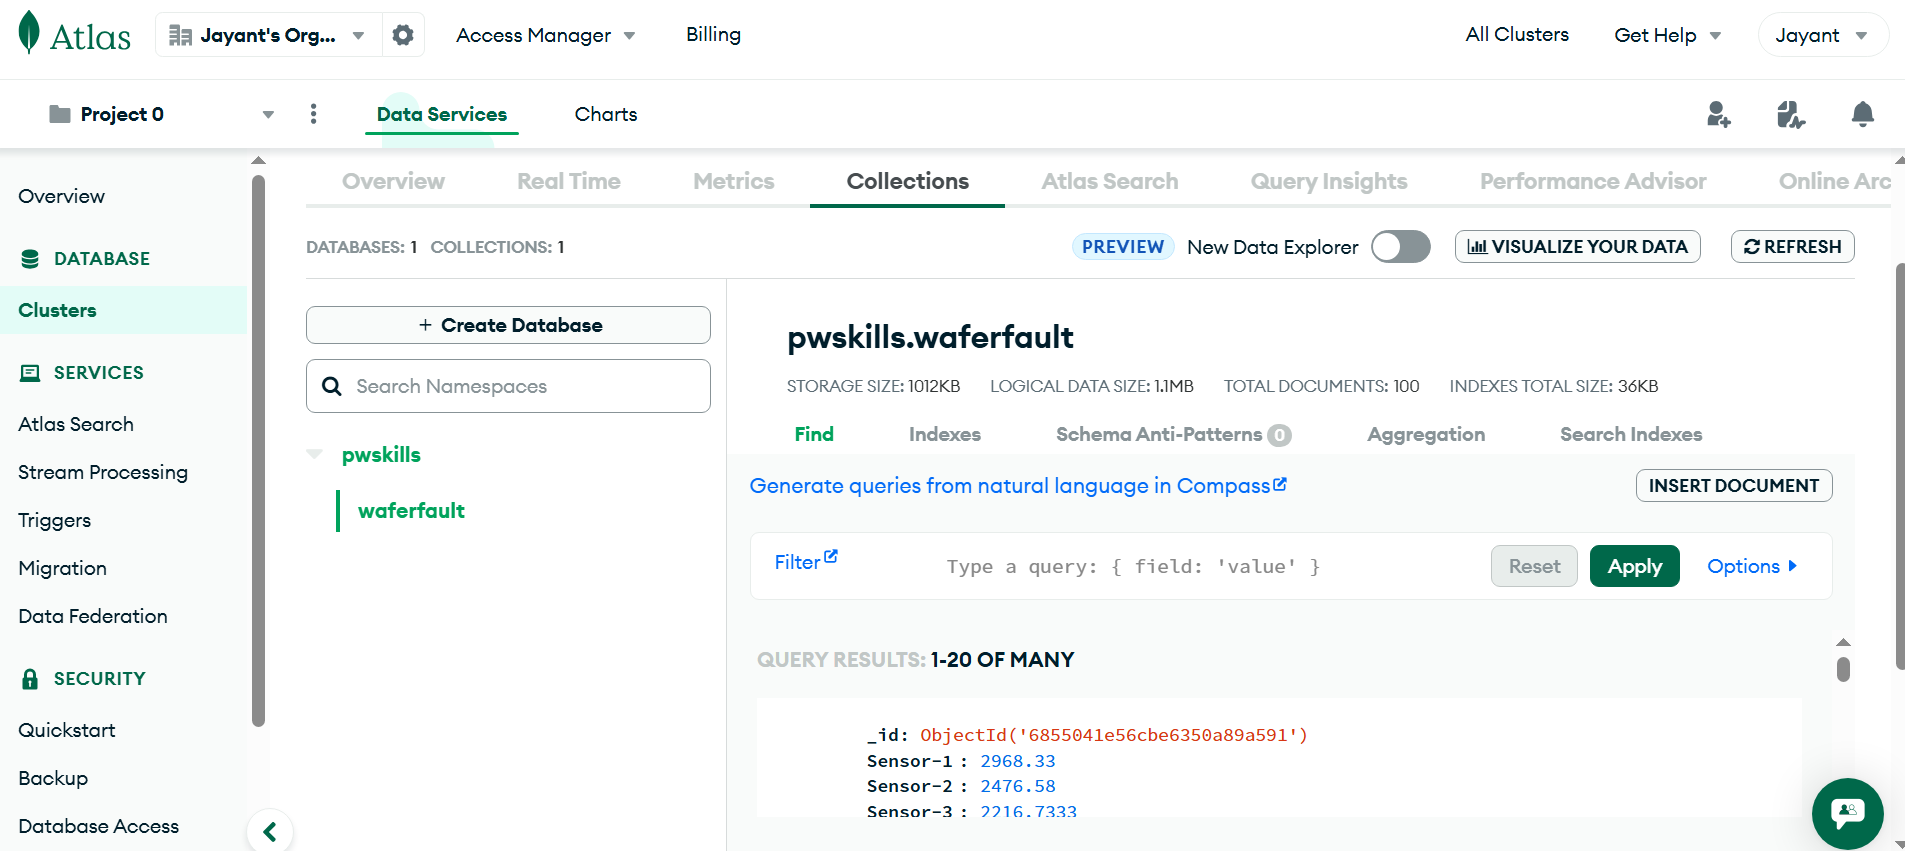 Atlas
Jayant's Org...
Access Manager
Billing
All Clusters
Get Help
Jayant
Project 0
Data Services
Charts
Overview
DATABASE
Clusters
SERVICES
Atlas Search
Stream Processing
Triggers
Migration
Data Federation
SECURITY
Quickstart
Backup
Database Access
Overview
Real Time
Metrics
Collections
Atlas Search
Query Insights
Performance Advisor
Online Arc
DATABASES: 1 COLLECTIONS: 1
PREVIEW
New Data Explorer
VISUALIZE YOUR DATA
REFRESH
+ Create Database
Search Namespaces
pwskills
waferfault
pwskills.waferfault
STORAGE SIZE: 1012KB LOGICAL DATA SIZE: 1.1MB TOTAL DOCUMENTS: 100 INDEXES TOTAL SIZE: 36KB
Find
Indexes
Schema Anti-Patterns 0
Aggregation
Search Indexes
Generate queries from natural language in Compass
INSERT DOCUMENT
Filter
Type a query: { field: 'value' }
Reset
Apply
Options
QUERY RESULTS: 1-20 OF MANY
_id: ObjectId('6855041e56cbe6350a89a591')
Sensor-1 : 2968.33
Sensor-2 : 2476.58
Sensor-3 : 2216.7333